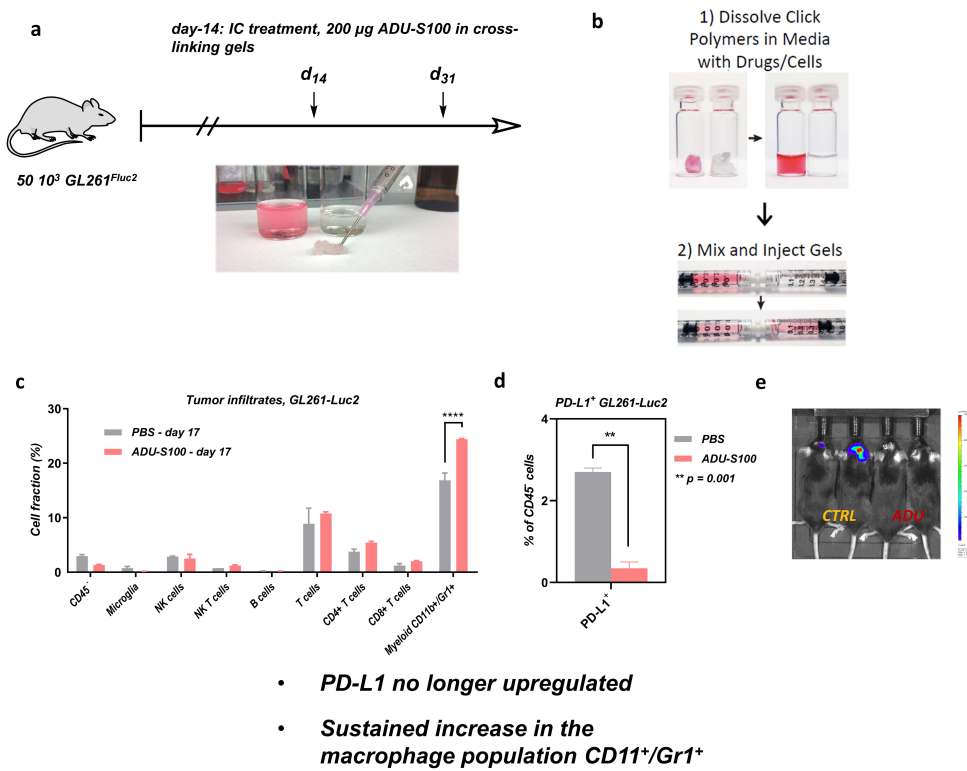 a
day-14: IC treatment, 200 µg ADU-S100 in cross-
linking gels
d14
d31
50 10³ GL261Fluc2
b
1) Dissolve Click
Polymers in Media
with Drugs/Cells
2) Mix and Inject Gels
c
Tumor infiltrates, GL261-Luc2
PBS - day 17
ADU-S100 - day 17
****
Cell fraction (%)
30
20
10
0
CD45-
Microglia
NK cells
NK T cells
B cells
T cells
CD4+ T cells
CD8+ T cells
Myeloid CD11b+/Gr1+
d
PD-L1+ GL261-Luc2
% of CD45- cells
4
2
0
**
PBS
ADU-S100
** p = 0.001
PD-L1+
e
CTRL
ADU
• PD-L1 no longer upregulated
• Sustained increase in the
macrophage population CD11+/Gr1+